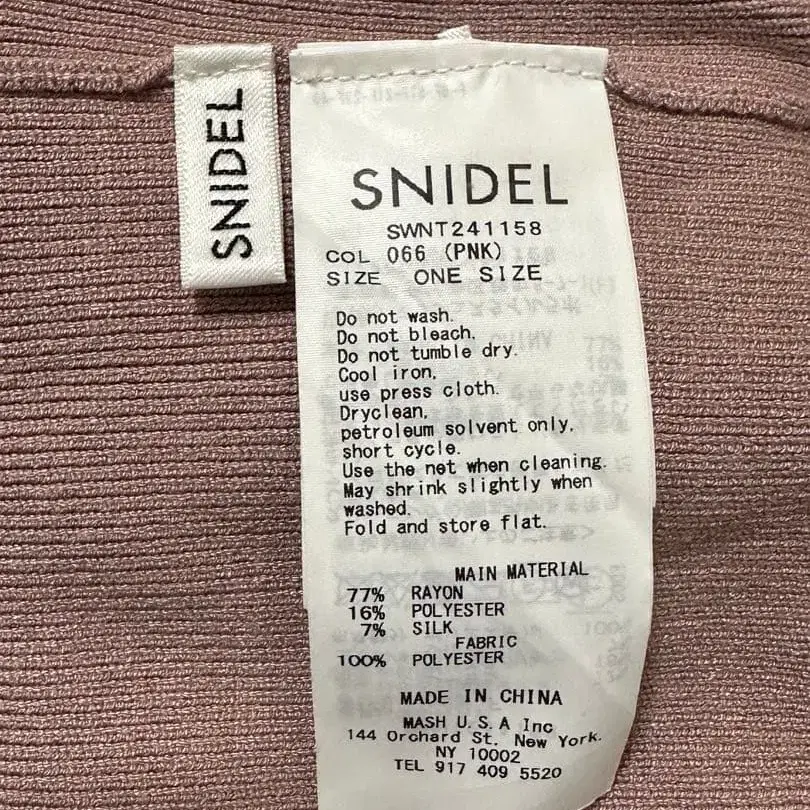 SNIDEL
SNIDEL
SWNT241158
COL 066 (PNK)
SIZE ONE SIZE
Do not wash.
Do not bleach.
Do not tumble dry.
Cool iron,
use press cloth.
Dryclean,
petroleum solvent only,
short cycle.
Use the net when cleaning.
May shrink slightly when
washed.
Fold and store flat.
MAIN MATERIAL
77% RAYON
16% POLYESTER
7% SILK
FABRIC
100% POLYESTER
MADE IN CHINA
MASH U.S.A Inc
144 Orchard St. New York.
NY 10002
TEL 917 409 5520